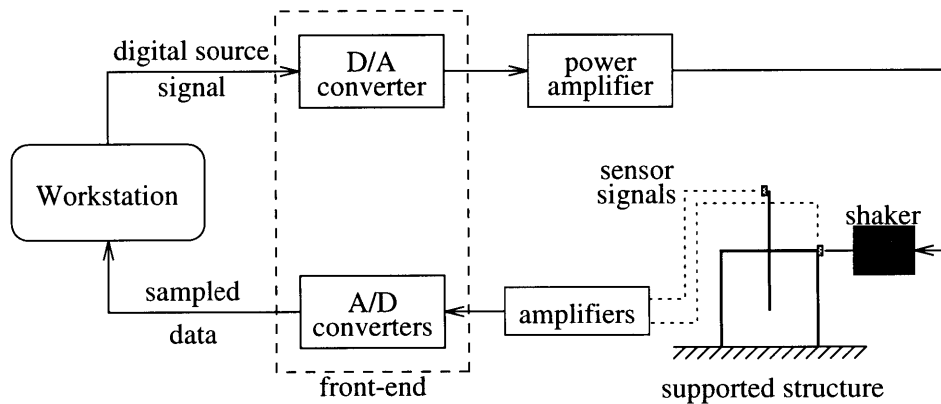 digital source
signal
D/A
converter
power
amplifier
Workstation
sensor
signals
shaker
sampled
data
A/D
converters
amplifiers
front-end
supported structure